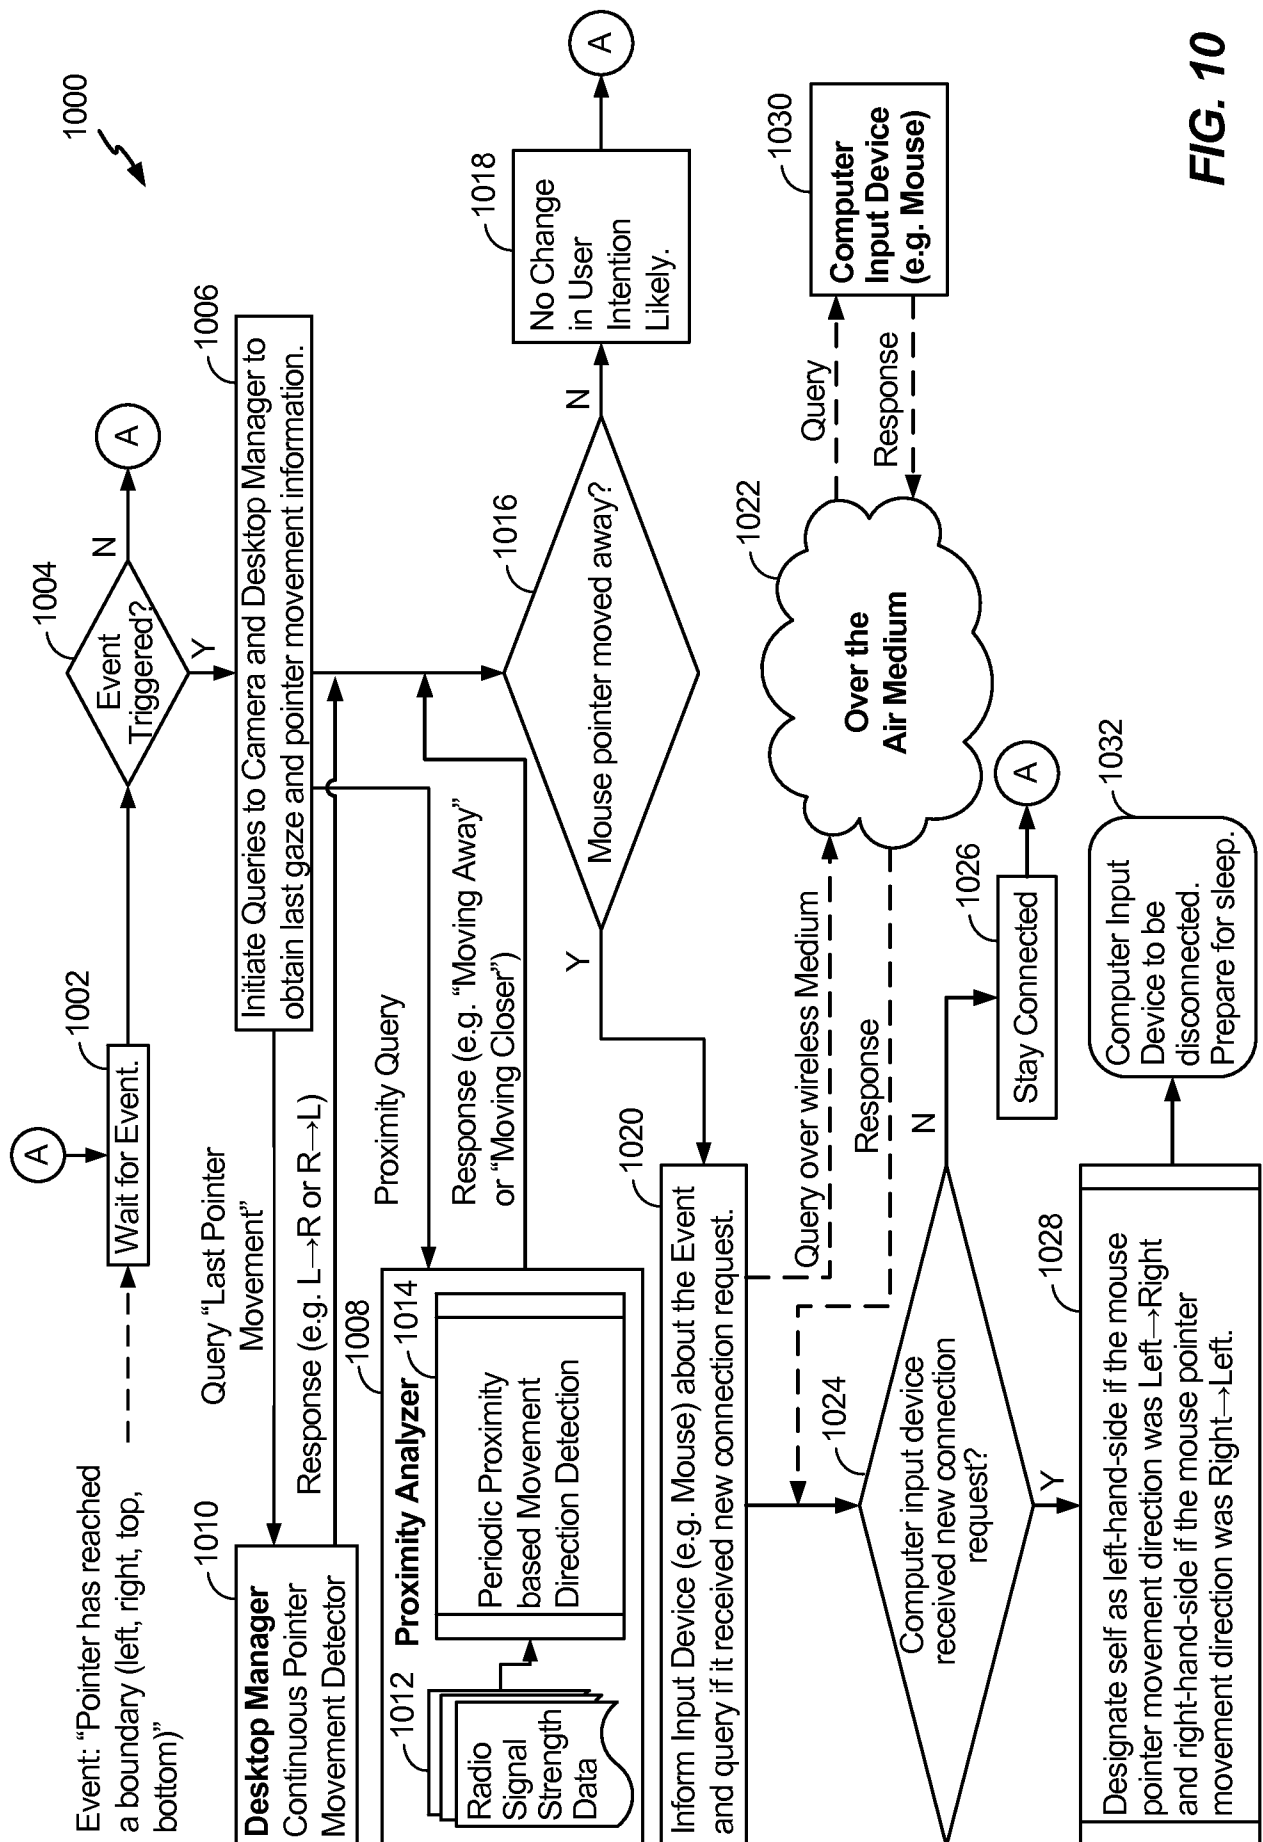 1000
A
Event: “Pointer has reached
a boundary (left, right, top,
bottom)”
1002
Wait for Event.
1004
Event
Triggered?
N
A
Y
1006
Initiate Queries to Camera and Desktop Manager to
obtain last gaze and pointer movement information.
Query “Last Pointer
Movement”
Response (e.g. L→R or R→L)
1010
Desktop Manager
Continuous Pointer
Movement Detector
Proximity Query
Response (e.g. “Moving Away”
or “Moving Closer”)
1008
Proximity Analyzer
1012
Radio
Signal
Strength
Data
1014
Periodic Proximity
based Movement
Direction Detection
1016
Mouse pointer moved away?
N
1018
No Change
in User
Intention
Likely.
A
Y
1020
Inform Input Device (e.g. Mouse) about the Event
and query if it received new connection request.
Query over wireless Medium
Response
1022
Over the
Air Medium
Query
Response
1030
Computer
Input Device
(e.g. Mouse)
1024
Computer input device
received new connection
request?
N
1026
Stay Connected
A
Y
1028
Designate self as left-hand-side if the mouse
pointer movement direction was Left→Right
and right-hand-side if the mouse pointer
movement direction was Right→Left.
1032
Computer Input
Device to be
disconnected.
Prepare for sleep.
FIG. 10